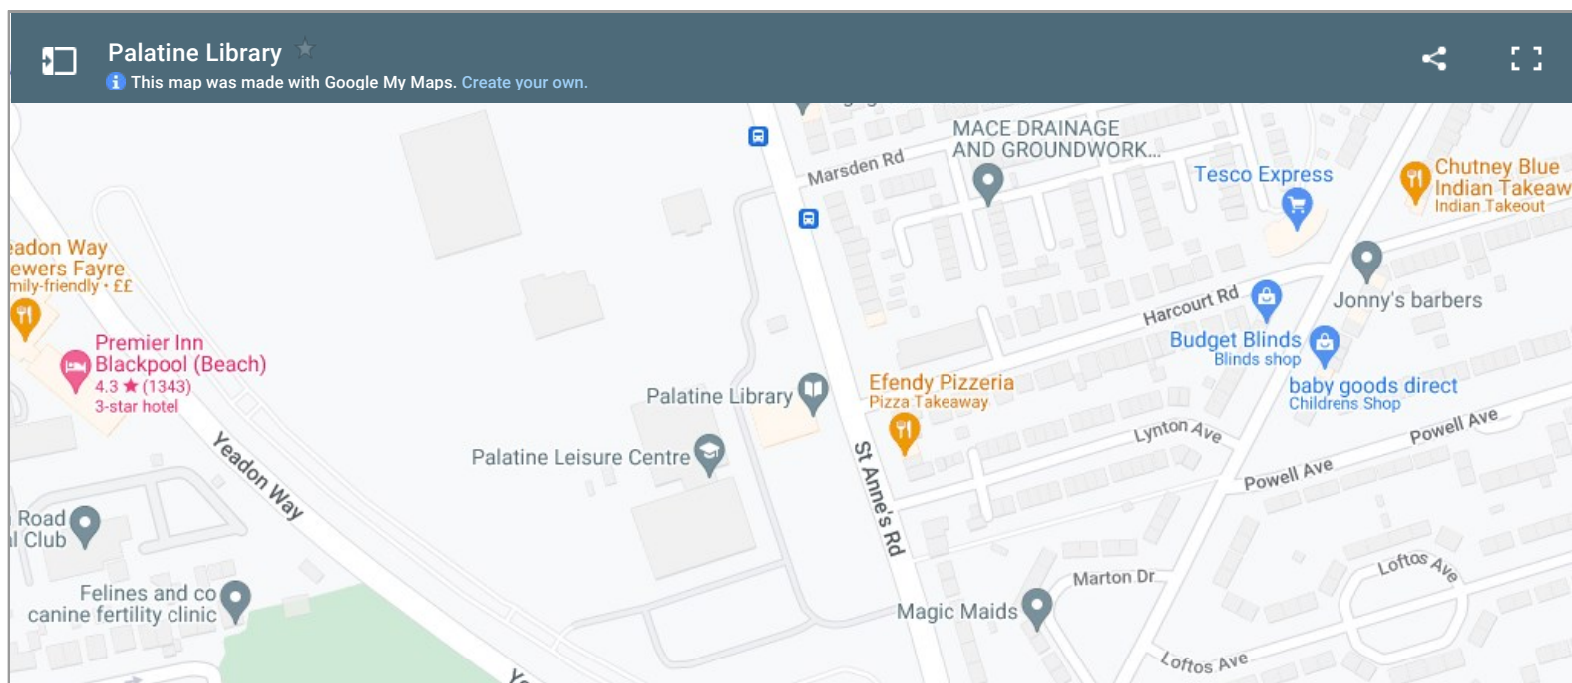 Palatine Library
This map was made with Google My Maps. Create your own.
MACE DRAINAGE
AND GROUNDWORK...
Marsden Rd
Tesco Express
Chutney Blue
Indian Takeaw
Indian Takeout
eadon Way
ewers Fayre
mily-friendly • ££
Harcourt Rd
Jonny's barbers
Premier Inn
Blackpool (Beach)
4.3 ★ (1343)
3-star hotel
Budget Blinds
Blinds shop
baby goods direct
Childrens Shop
Palatine Library
Efendy Pizzeria
Pizza Takeaway
Lynton Ave
Powell Ave
Powell Ave
Palatine Leisure Centre
Yeadon Way
St Anne's Rd
Road
l Club
Marton Dr
Loftos Ave
Felines and co
canine fertility clinic
Magic Maids
Loftos Ave